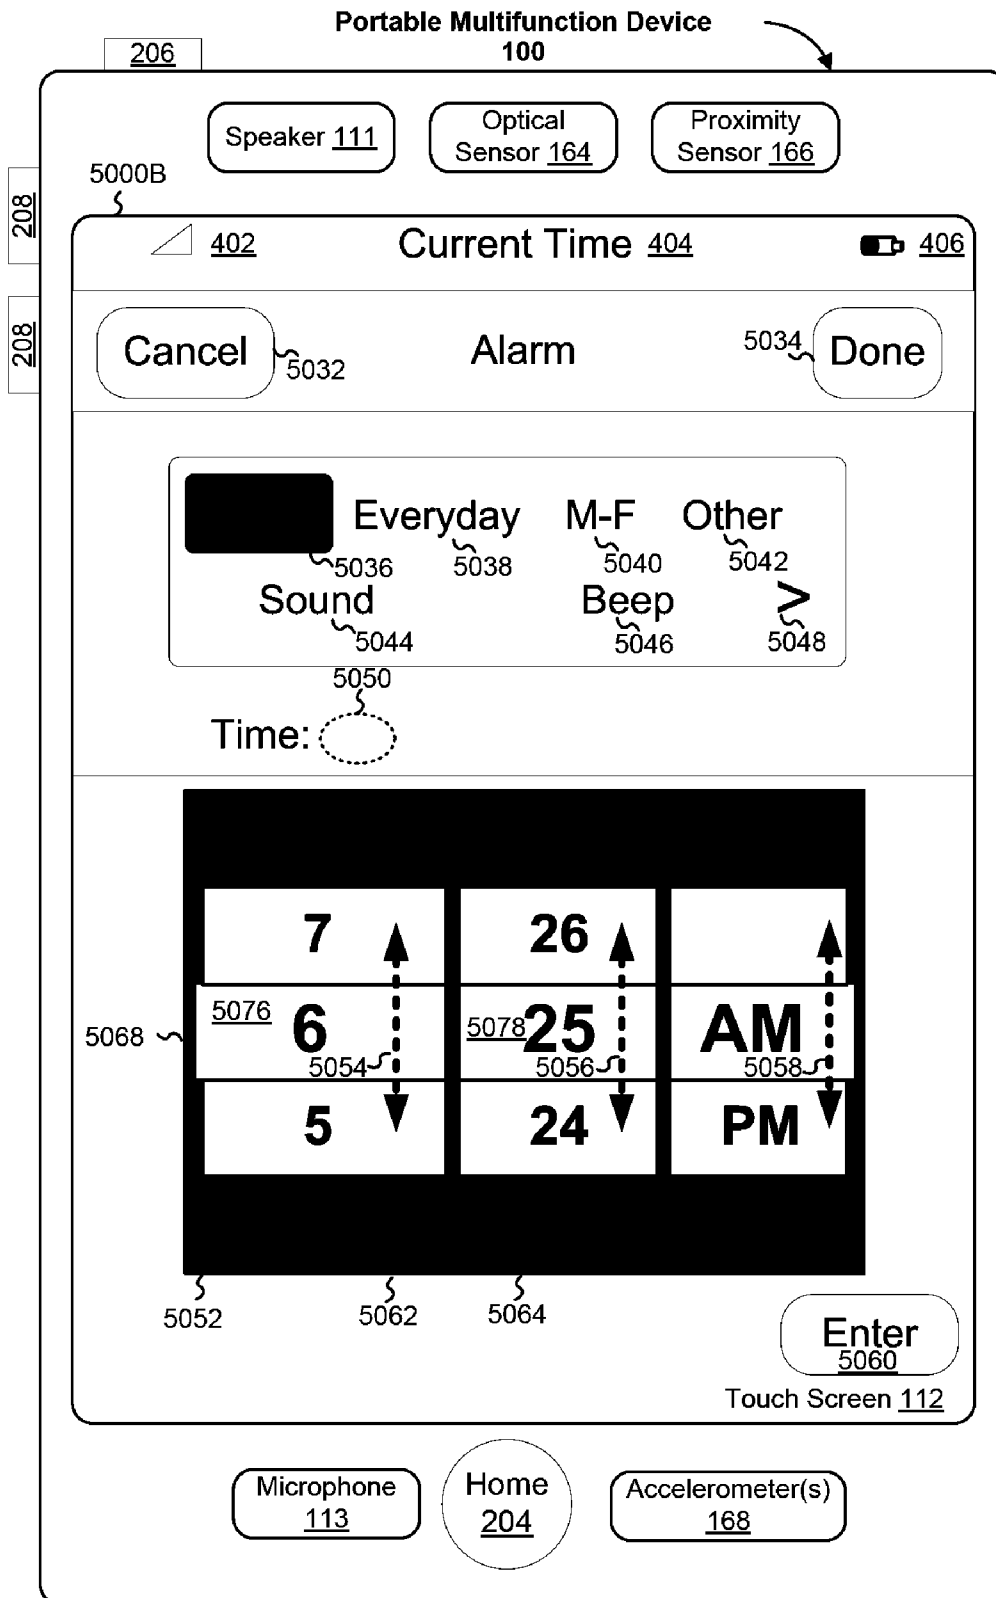 Portable Multifunction Device
100
206
Speaker 111
Optical
Sensor 164
Proximity
Sensor 166
5000B
208
402
Current Time 404
406
208
Cancel
5032
Alarm
5034
Done
Everyday
M-F
Other
5036
5038
5040
5042
Sound
Beep
>
5044
5046
5048
5050
Time:
7
26
5068
5076
6
5078
25
AM
5054
5056
5058
5
24
PM
5052
5062
5064
Enter
5060
Touch Screen 112
Microphone
113
Home
204
Accelerometer(s)
168